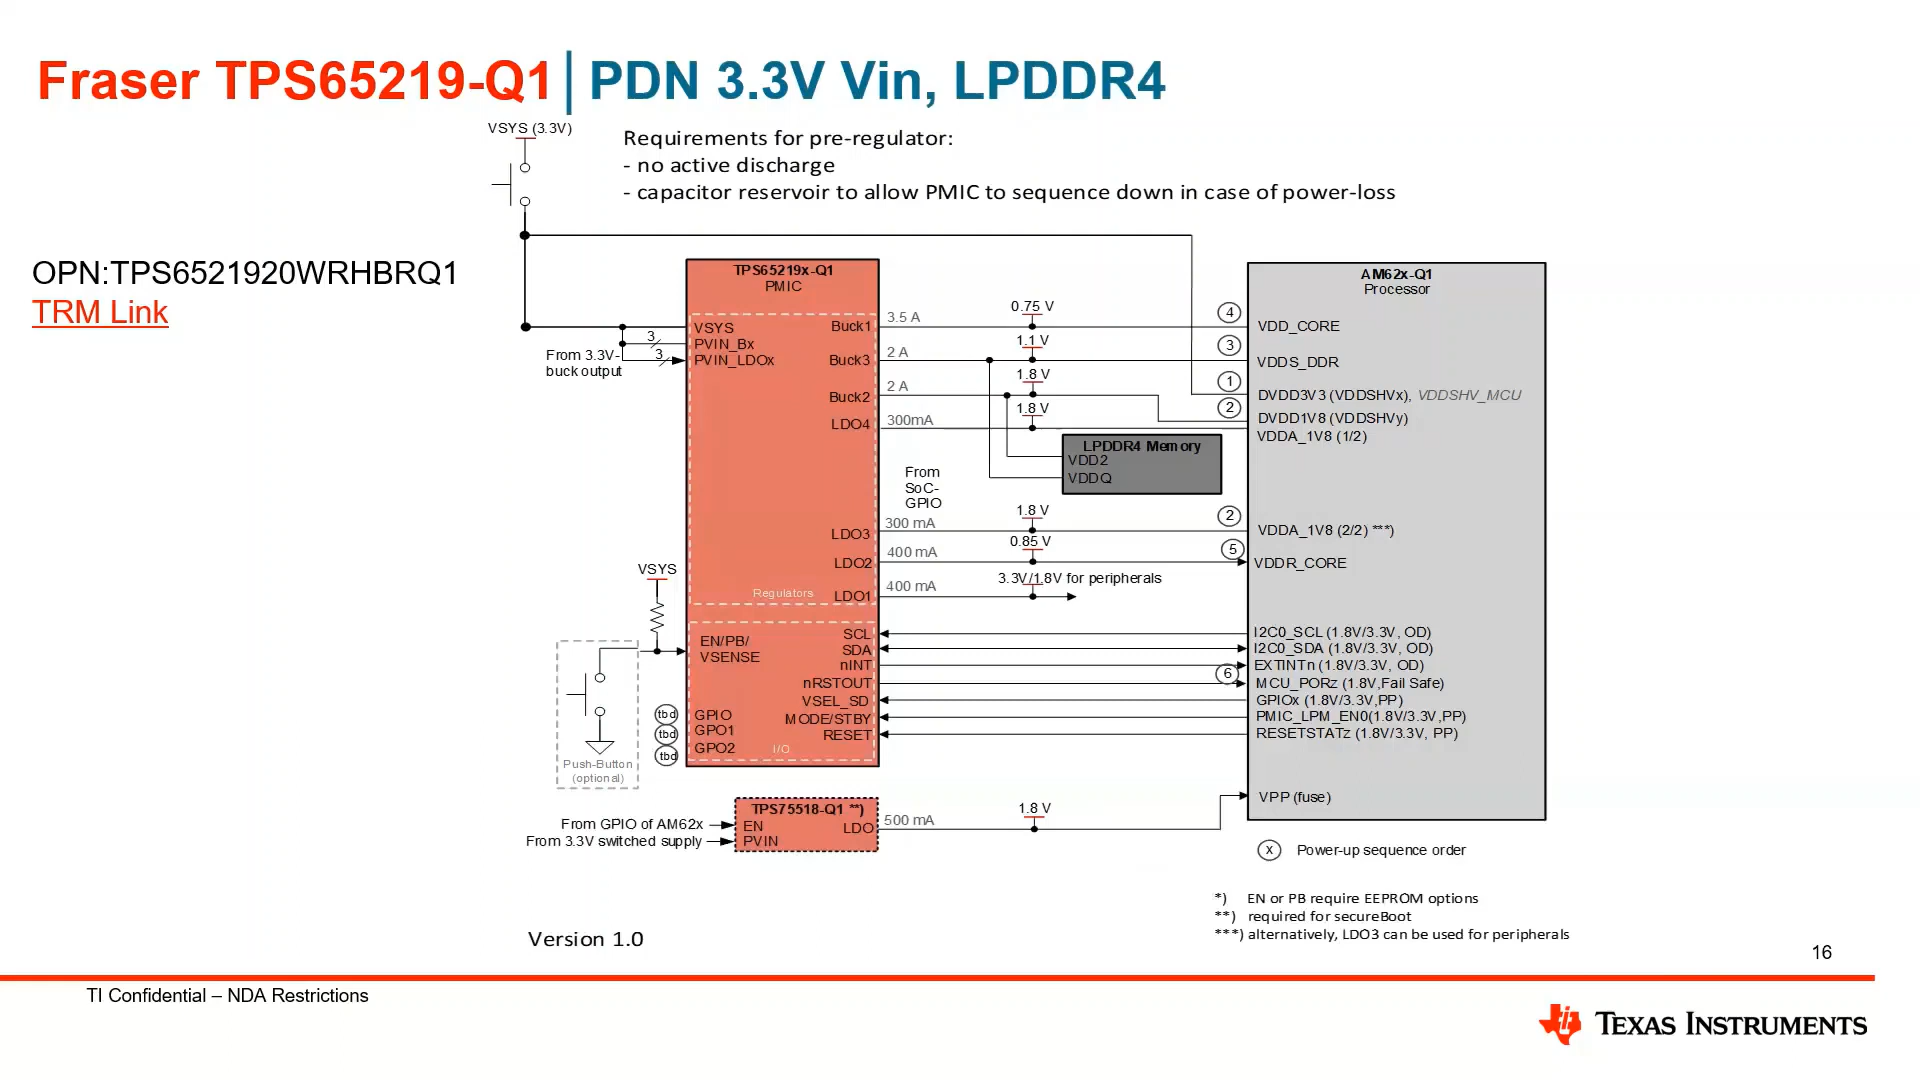 Fraser TPS65219-Q1 | PDN 3.3V Vin, LPDDR4
VSYS (3.3V)
Requirements for pre-regulator:
- no active discharge
- capacitor reservoir to allow PMIC to sequence down in case of power-loss
OPN:TPS6521920WRHBRQ1
TRM Link
TPS65219x-Q1
PMIC
VSYS
PVIN_Bx
PVIN_LDOx
3
3
From 3.3V-
buck output
Buck1
Buck3
Buck2
LDO4
LDO3
LDO2
LDO1
Regulators
3.5 A
2 A
2 A
300mA
From
SoC-
GPIO
300 mA
400 mA
400 mA
0.75 V
1.1 V
1.8 V
1.8 V
LPDDR4 Memory
VDD2
VDDQ
1.8 V
0.85 V
3.3V/1.8V for peripherals
4
3
1
2
2
5
6
AM62x-Q1
Processor
VDD_CORE
VDDS_DDR
DVDD3V3 (VDDSHVx), VDDSHV_MCU
DVDD1V8 (VDDSHVy)
VDDA_1V8 (1/2)
VDDA_1V8 (2/2) ***)
VDDR_CORE
I2C0_SCL (1.8V/3.3V, OD)
I2C0_SDA (1.8V/3.3V, OD)
EXTINTn (1.8V/3.3V, OD)
MCU_PORz (1.8V,Fail Safe)
GPIOx (1.8V/3.3V,PP)
PMIC_LPM_EN0(1.8V/3.3V,PP)
RESETSTATz (1.8V/3.3V, PP)
VPP (fuse)
VSYS
EN/PB/
VSENSE
SCL
SDA
nINT
nRSTOUT
VSEL_SD
MODE/STBY
RESET
tbd GPIO
tbd GPO1
tbd GPO2
I/O
Push-Button
(optional)
TPS75518-Q1 **)
From GPIO of AM62x
EN
LDO
500 mA
1.8 V
From 3.3V switched supply
PVIN
x Power-up sequence order
*) EN or PB require EEPROM options
**) required for secureBoot
***) alternatively, LDO3 can be used for peripherals
Version 1.0
16
TI Confidential – NDA Restrictions
TEXAS INSTRUMENTS